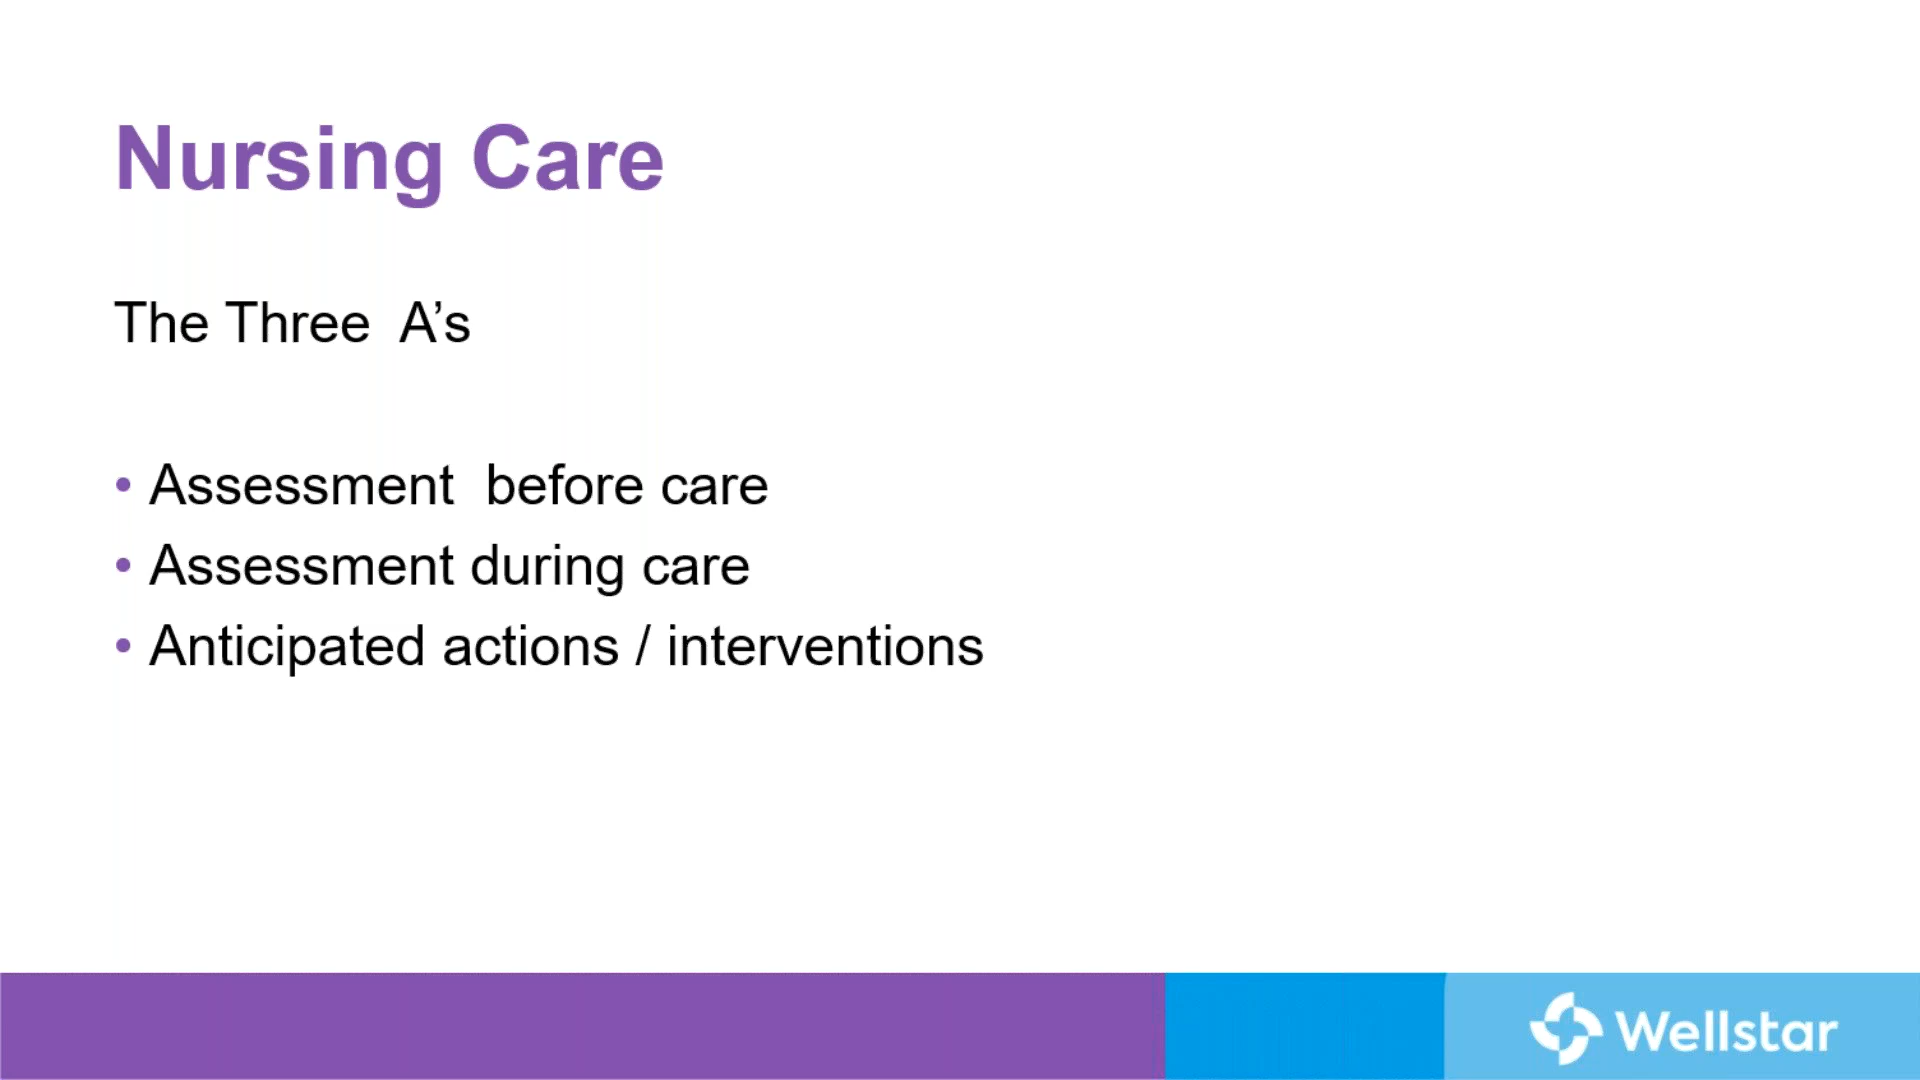 Nursing Care
The Three  A’s
• Assessment  before care
• Assessment during care
• Anticipated actions / interventions
Wellstar